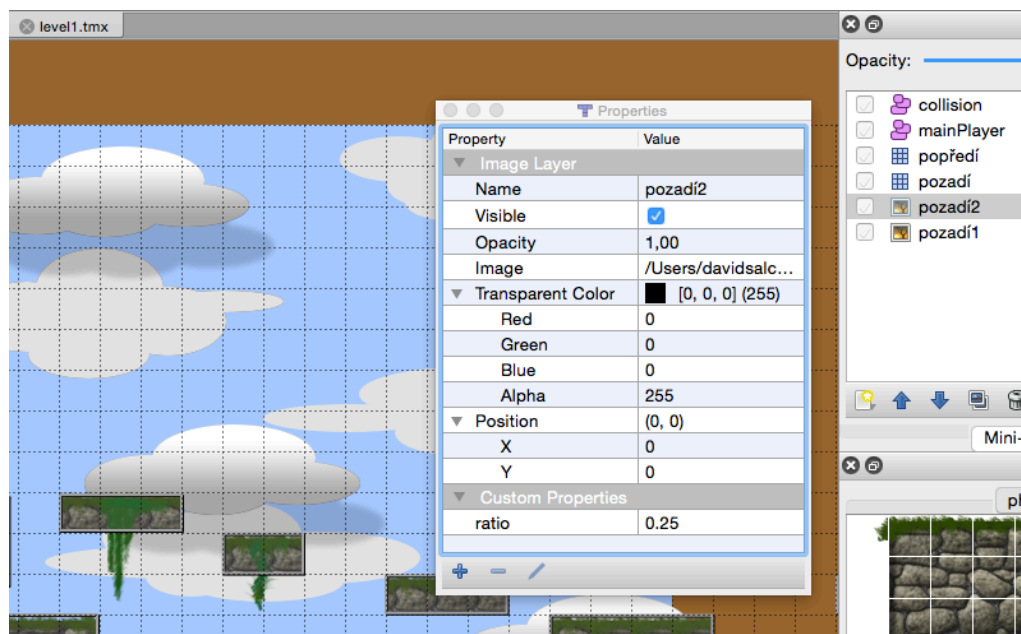 level1.tmx
Properties
Property Value
Image Layer
Name pozadí2
Visible
Opacity 1,00
Image /Users/davidsalc...
Transparent Color [0, 0, 0] (255)
Red 0
Green 0
Blue 0
Alpha 255
Position (0, 0)
X 0
Y 0
Custom Properties
ratio 0.25
Opacity:
collision
mainPlayer
popředí
pozadí
pozadí2
pozadí1
Mini-
pl